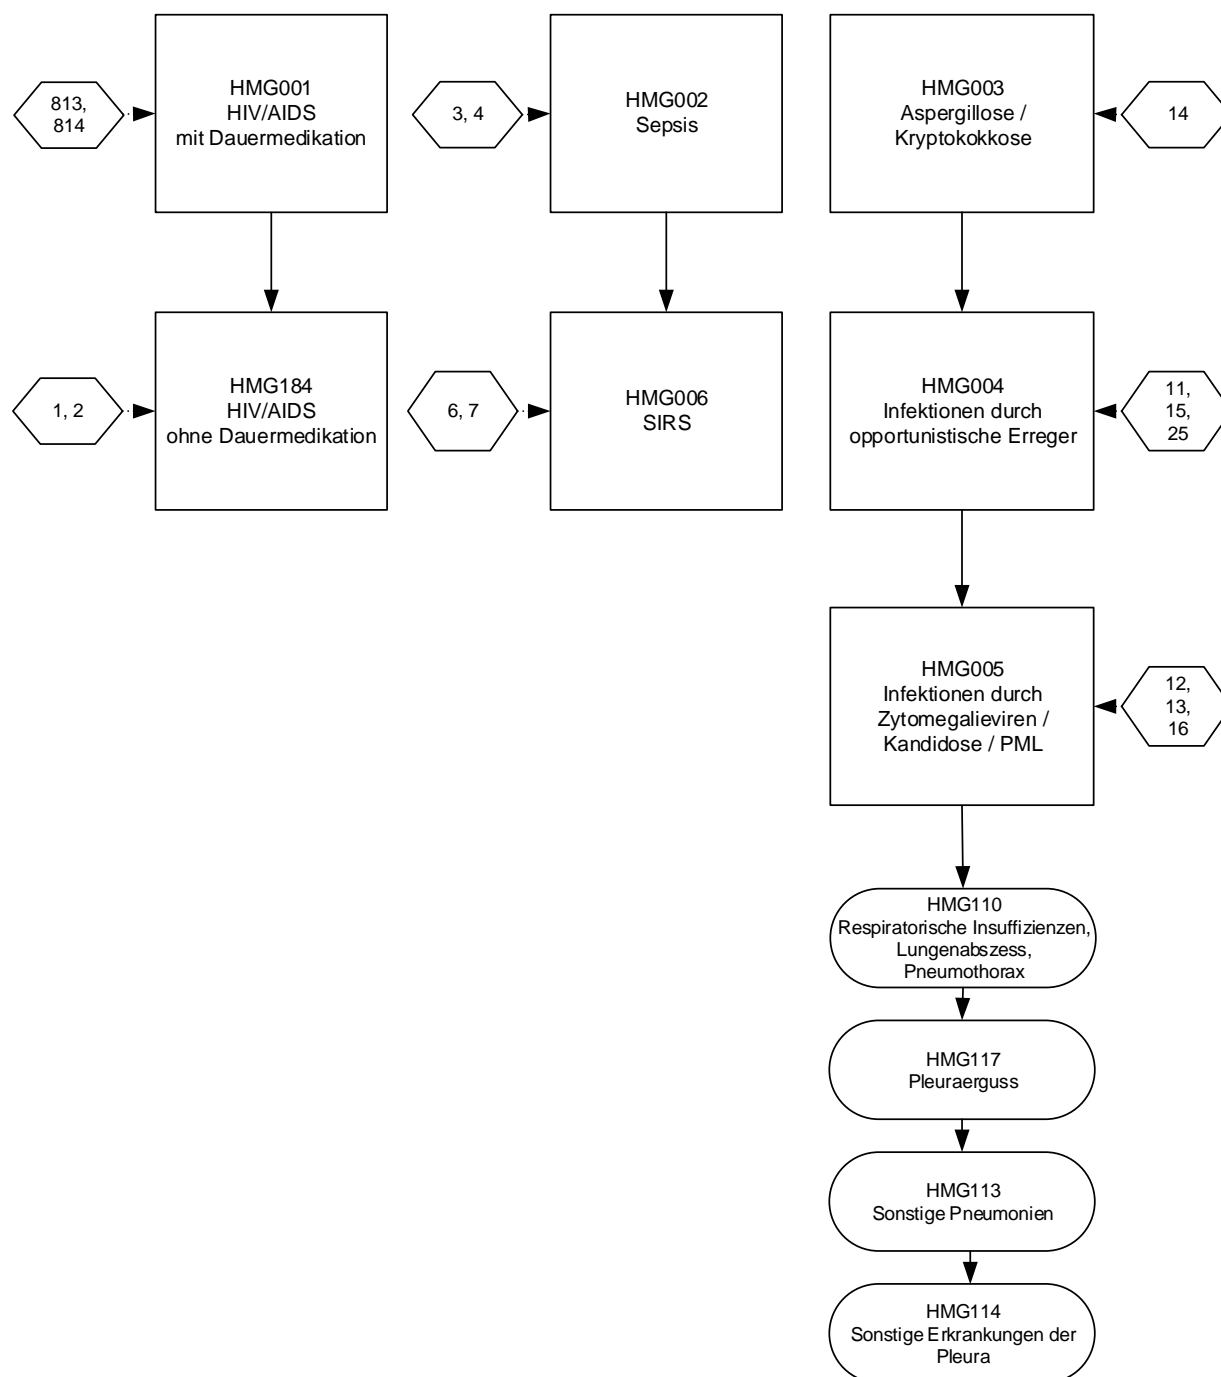 813,
814
HMG001
HIV/AIDS
mit Dauermedikation
3, 4
HMG002
Sepsis
HMG003
Aspergillose /
Kryptokokkose
14
1, 2
HMG184
HIV/AIDS
ohne Dauermedikation
6, 7
HMG006
SIRS
HMG004
Infektionen durch
opportunistische Erreger
11,
15,
25
HMG005
Infektionen durch
Zytomegalieviren /
Kandidose / PML
12,
13,
16
HMG110
Respiratorische Insuffizienzen,
Lungenabszess,
Pneumothorax
HMG117
Pleuraerguss
HMG113
Sonstige Pneumonien
HMG114
Sonstige Erkrankungen der
Pleura